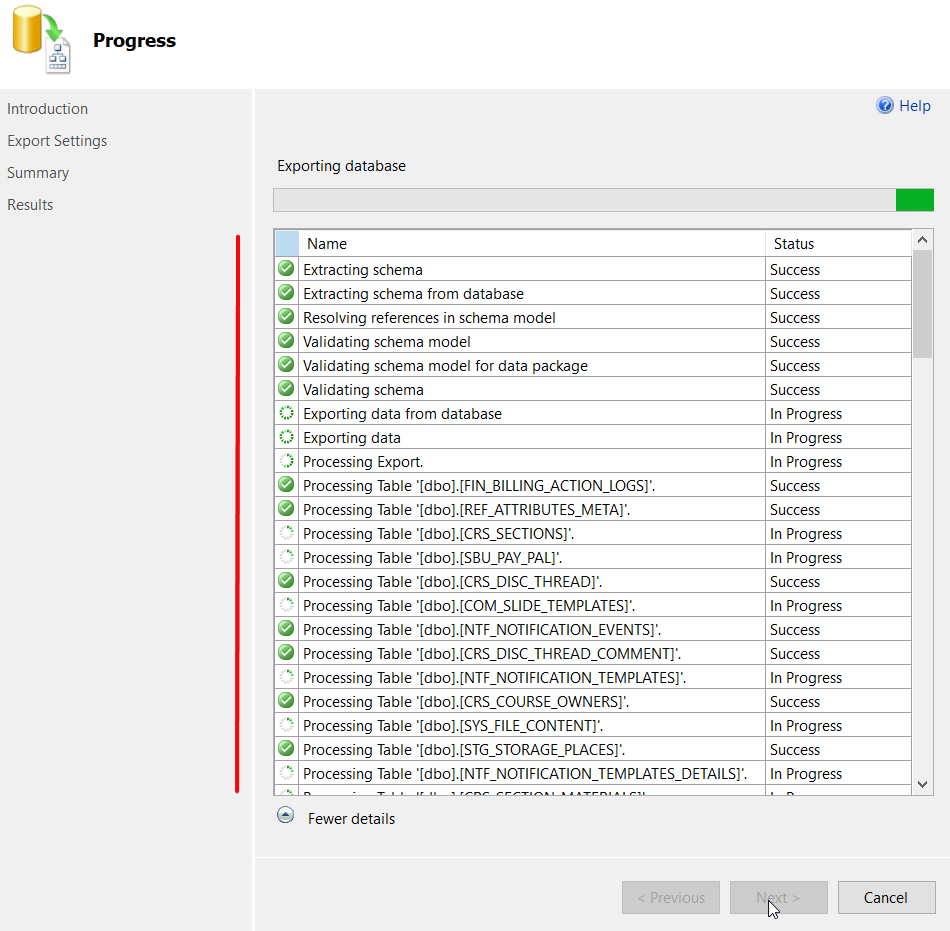 Progress
Introduction
Export Settings
Summary
Results
Help
Exporting database
Name Status
Extracting schema Success
Extracting schema from database Success
Resolving references in schema model Success
Validating schema model Success
Validating schema model for data package Success
Validating schema Success
Exporting data from database In Progress
Exporting data In Progress
Processing Export. In Progress
Processing Table '[dbo].[FIN_BILLING_ACTION_LOGS]'. Success
Processing Table '[dbo].[REF_ATTRIBUTES_META]'. Success
Processing Table '[dbo].[CRS_SECTIONS]'. In Progress
Processing Table '[dbo].[SBU_PAY_PAL]'. In Progress
Processing Table '[dbo].[CRS_DISC_THREAD]'. Success
Processing Table '[dbo].[COM_SLIDE_TEMPLATES]'. In Progress
Processing Table '[dbo].[NTF_NOTIFICATION_EVENTS]'. Success
Processing Table '[dbo].[CRS_DISC_THREAD_COMMENT]'. Success
Processing Table '[dbo].[NTF_NOTIFICATION_TEMPLATES]'. In Progress
Processing Table '[dbo].[CRS_COURSE_OWNERS]'. Success
Processing Table '[dbo].[SYS_FILE_CONTENT]'. In Progress
Processing Table '[dbo].[STG_STORAGE_PLACES]'. Success
Processing Table '[dbo].[NTF_NOTIFICATION_TEMPLATES_DETAILS]'. In Progress
Fewer details
< Previous
Next >
Cancel